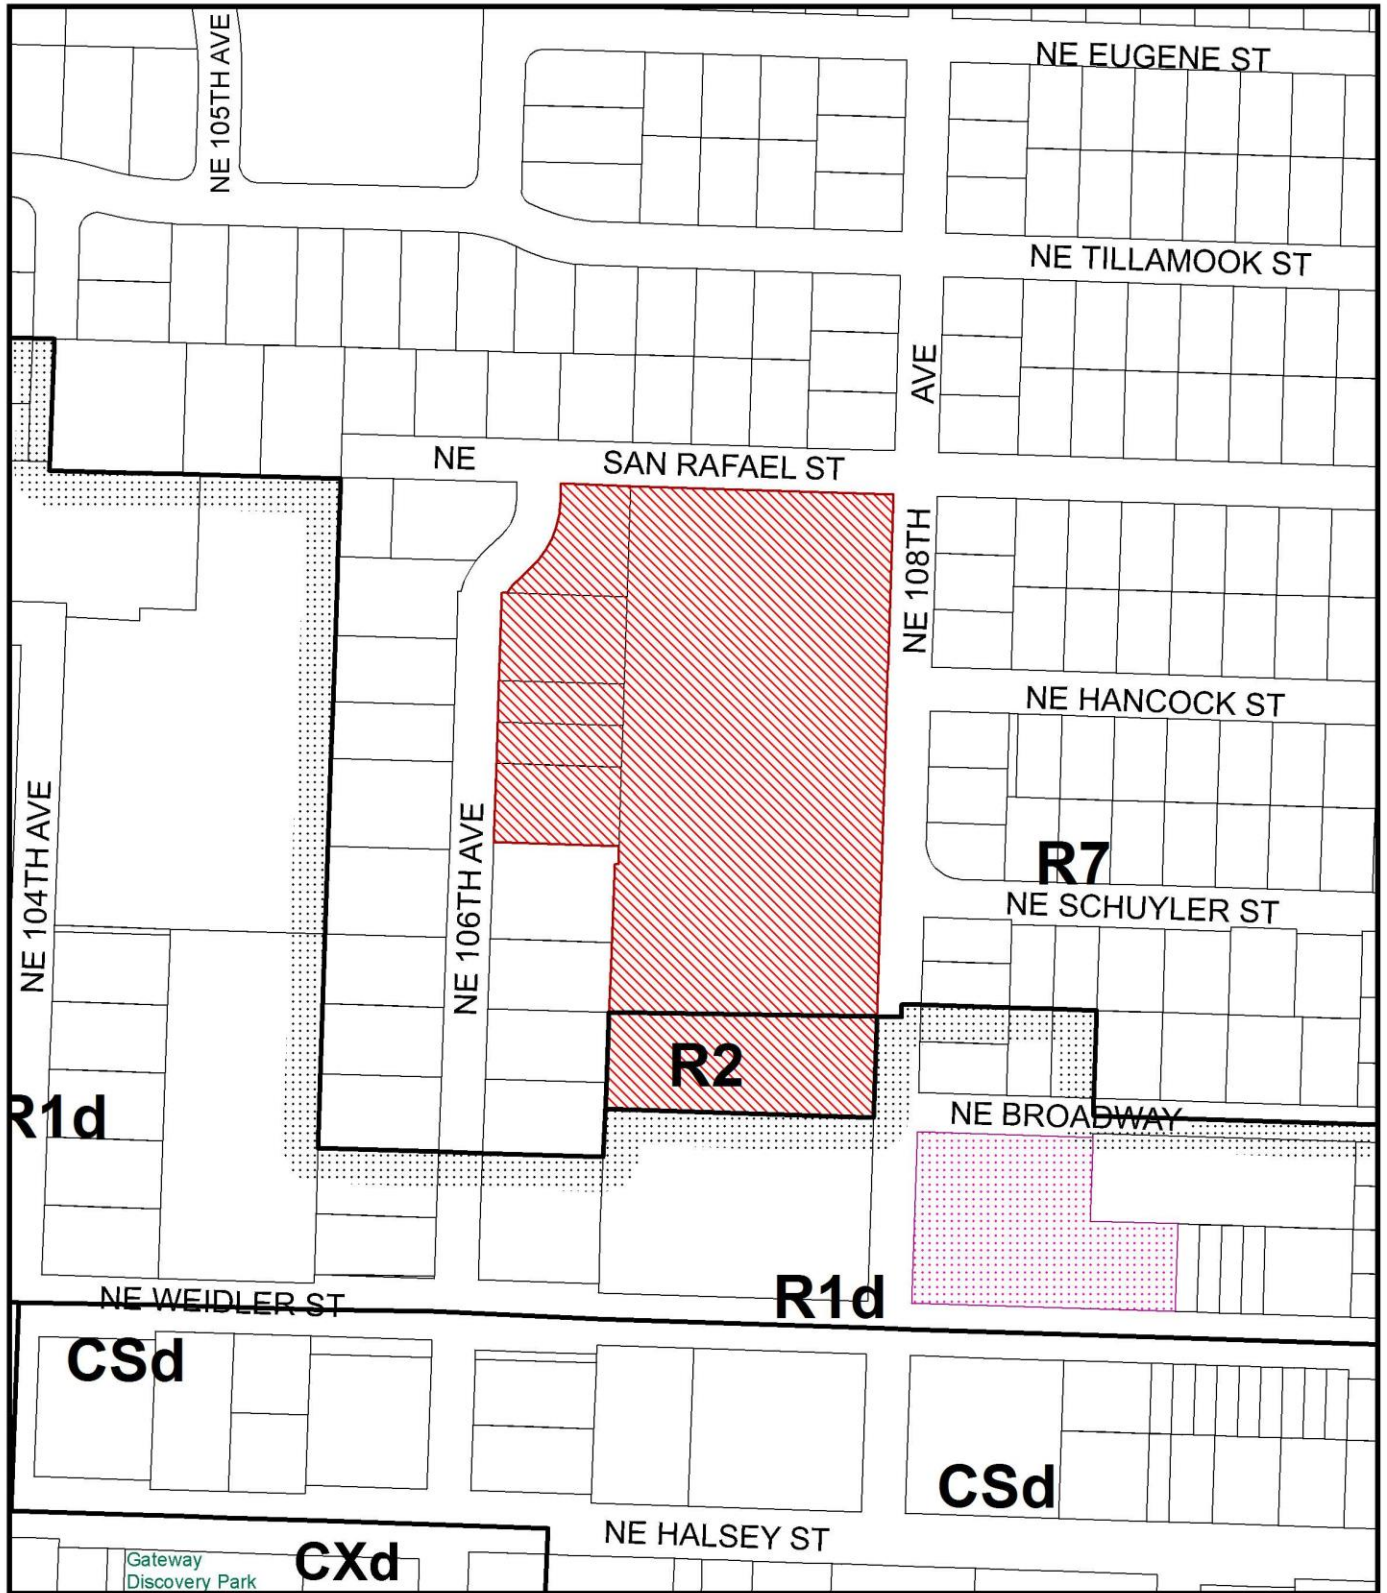 NE 105TH AVE
NE EUGENE ST
NE TILLAMOOK ST
AVE
NE
SAN RAFAEL ST
NE 108TH
NE HANCOCK ST
NE 104TH AVE
NE 106TH AVE
R7
NE SCHUYLER ST
R2
R1d
NE BROADWAY
R1d
NE WEIDLER ST
CSd
CSd
NE HALSEY ST
CXd
Gateway
Discovery Park